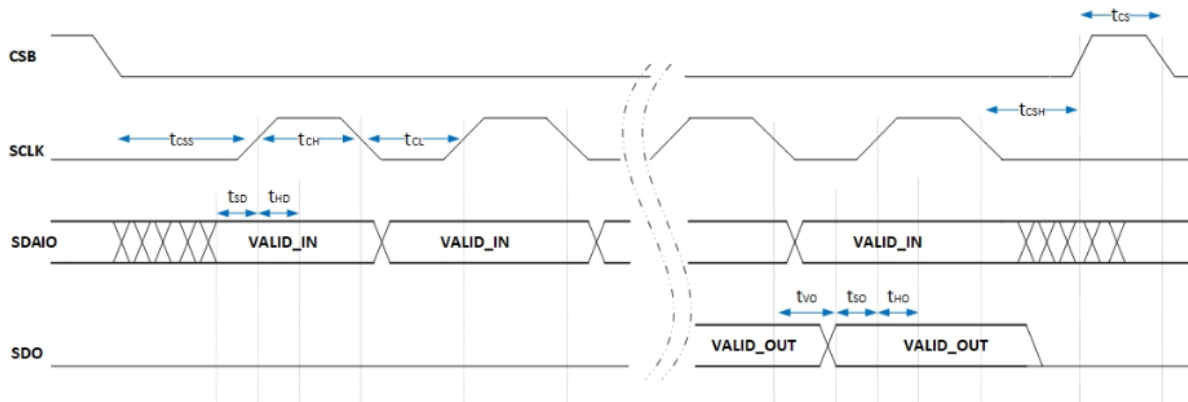 tCS
CSB
tCSH
tCSS
tCH
tCL
SCLK
tSD
tHD
SDAIO
VALID_IN
VALID_IN
VALID_IN
tVO
tSO
tHO
SDO
VALID_OUT
VALID_OUT